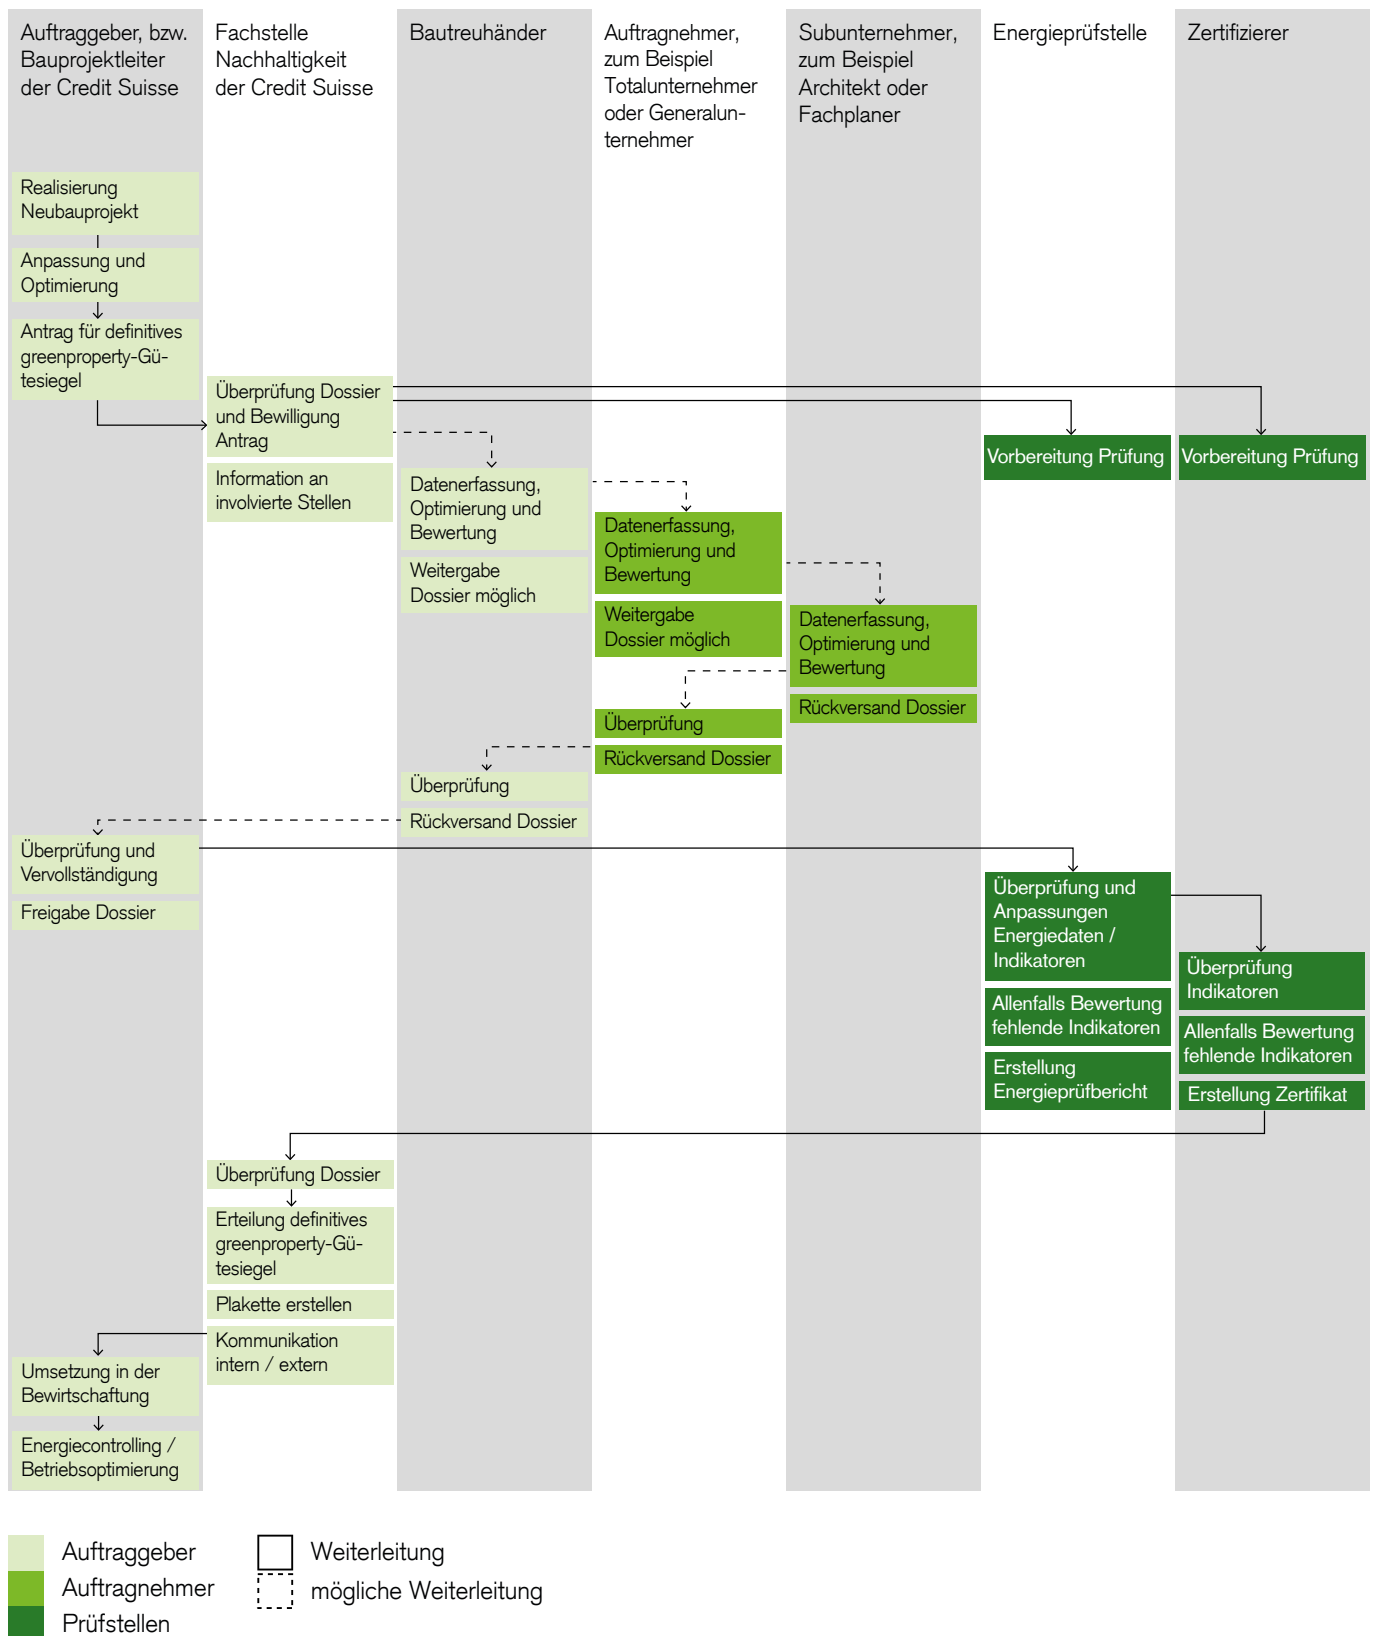 Auftraggeber, bzw.
Bauprojektleiter
der Credit Suisse
Fachstelle
Nachhaltigkeit
der Credit Suisse
Bautreuhänder
Auftragnehmer,
zum Beispiel
Totalunternehmer
oder Generalun-
ternehmer
Subunternehmer,
zum Beispiel
Architekt oder
Fachplaner
Energieprüfstelle
Zertifizierer
Realisierung
Neubauprojekt
Anpassung und
Optimierung
Antrag für definitives
greenproperty-Gü-
tesiegel
Überprüfung Dossier
und Bewilligung
Antrag
Information an
involvierte Stellen
Vorbereitung Prüfung
Vorbereitung Prüfung
Datenerfassung,
Optimierung und
Bewertung
Weitergabe
Dossier möglich
Datenerfassung,
Optimierung und
Bewertung
Weitergabe
Dossier möglich
Datenerfassung,
Optimierung und
Bewertung
Rückversand Dossier
Überprüfung
Rückversand Dossier
Überprüfung
Rückversand Dossier
Überprüfung und
Vervollständigung
Freigabe Dossier
Überprüfung und
Anpassungen
Energiedaten /
Indikatoren
Allenfalls Bewertung
fehlende Indikatoren
Erstellung
Energieprüfbericht
Überprüfung
Indikatoren
Allenfalls Bewertung
fehlende Indikatoren
Erstellung Zertifikat
Überprüfung Dossier
Erteilung definitives
greenproperty-Gü-
tesiegel
Plakette erstellen
Kommunikation
intern / extern
Umsetzung in der
Bewirtschaftung
Energiecontrolling /
Betriebsoptimierung
Auftraggeber
Auftragnehmer
Prüfstellen
Weiterleitung
mögliche Weiterleitung